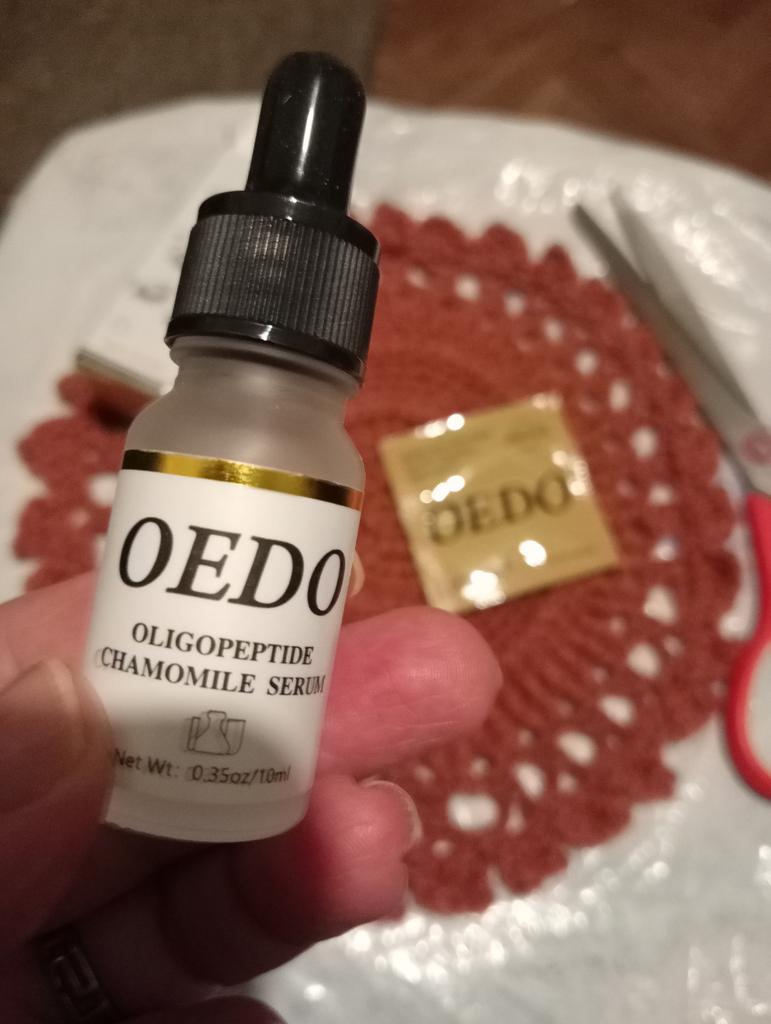 OEDO
OLIGOPEPTIDE
CHAMOMILE SERUM
Net Wt: 0.35oz/10ml
OEDO